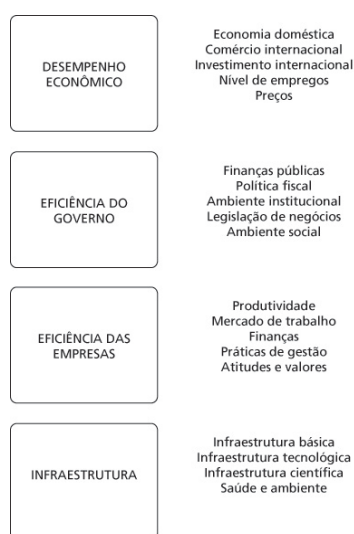 DESEMPENHO
ECONÔMICO
Economia doméstica
Comércio internacional
Investimento internacional
Nível de empregos
Preços
EFICIÊNCIA DO
GOVERNO
Finanças públicas
Política fiscal
Ambiente institucional
Legislação de negócios
Ambiente social
EFICIÊNCIA DAS
EMPRESAS
Produtividade
Mercado de trabalho
Finanças
Práticas de gestão
Atitudes e valores
INFRAESTRUTURA
Infraestrutura básica
Infraestrutura tecnológica
Infraestrutura científica
Saúde e ambiente